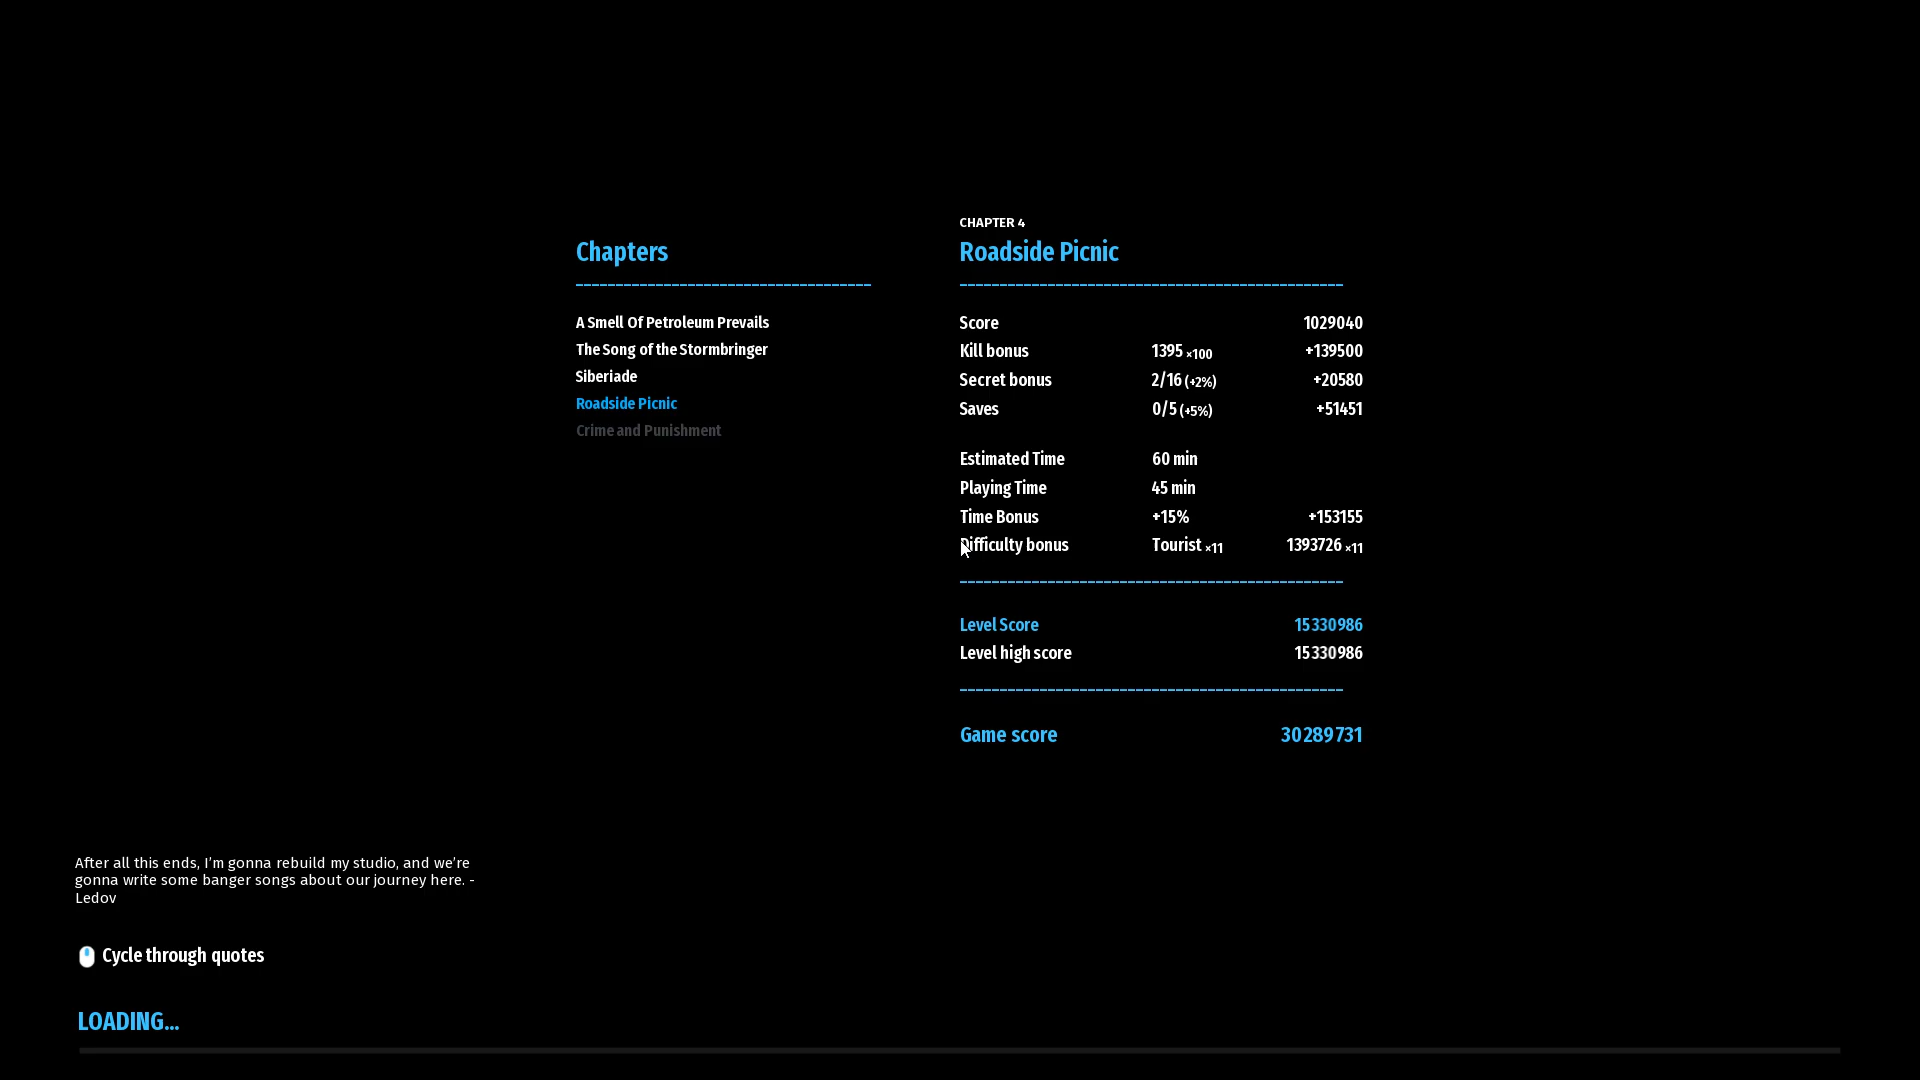 Chapters
A Smell Of Petroleum Prevails
The Song of the Stormbringer
Siberiade
Roadside Picnic
Crime and Punishment
CHAPTER 4
Roadside Picnic
Score 1029040
Kill bonus 1395 ×100 +139500
Secret bonus 2/16 (+2%) +20580
Saves 0/5 (+5%) +51451
Estimated Time 60 min
Playing Time 45 min
Time Bonus +15% +153155
Difficulty bonus Tourist ×11 1393726 ×11
Level Score 15330986
Level high score 15330986
Game score 30289731
After all this ends, I'm gonna rebuild my studio, and we're
gonna write some banger songs about our journey here. -
Ledov
Cycle through quotes
LOADING...